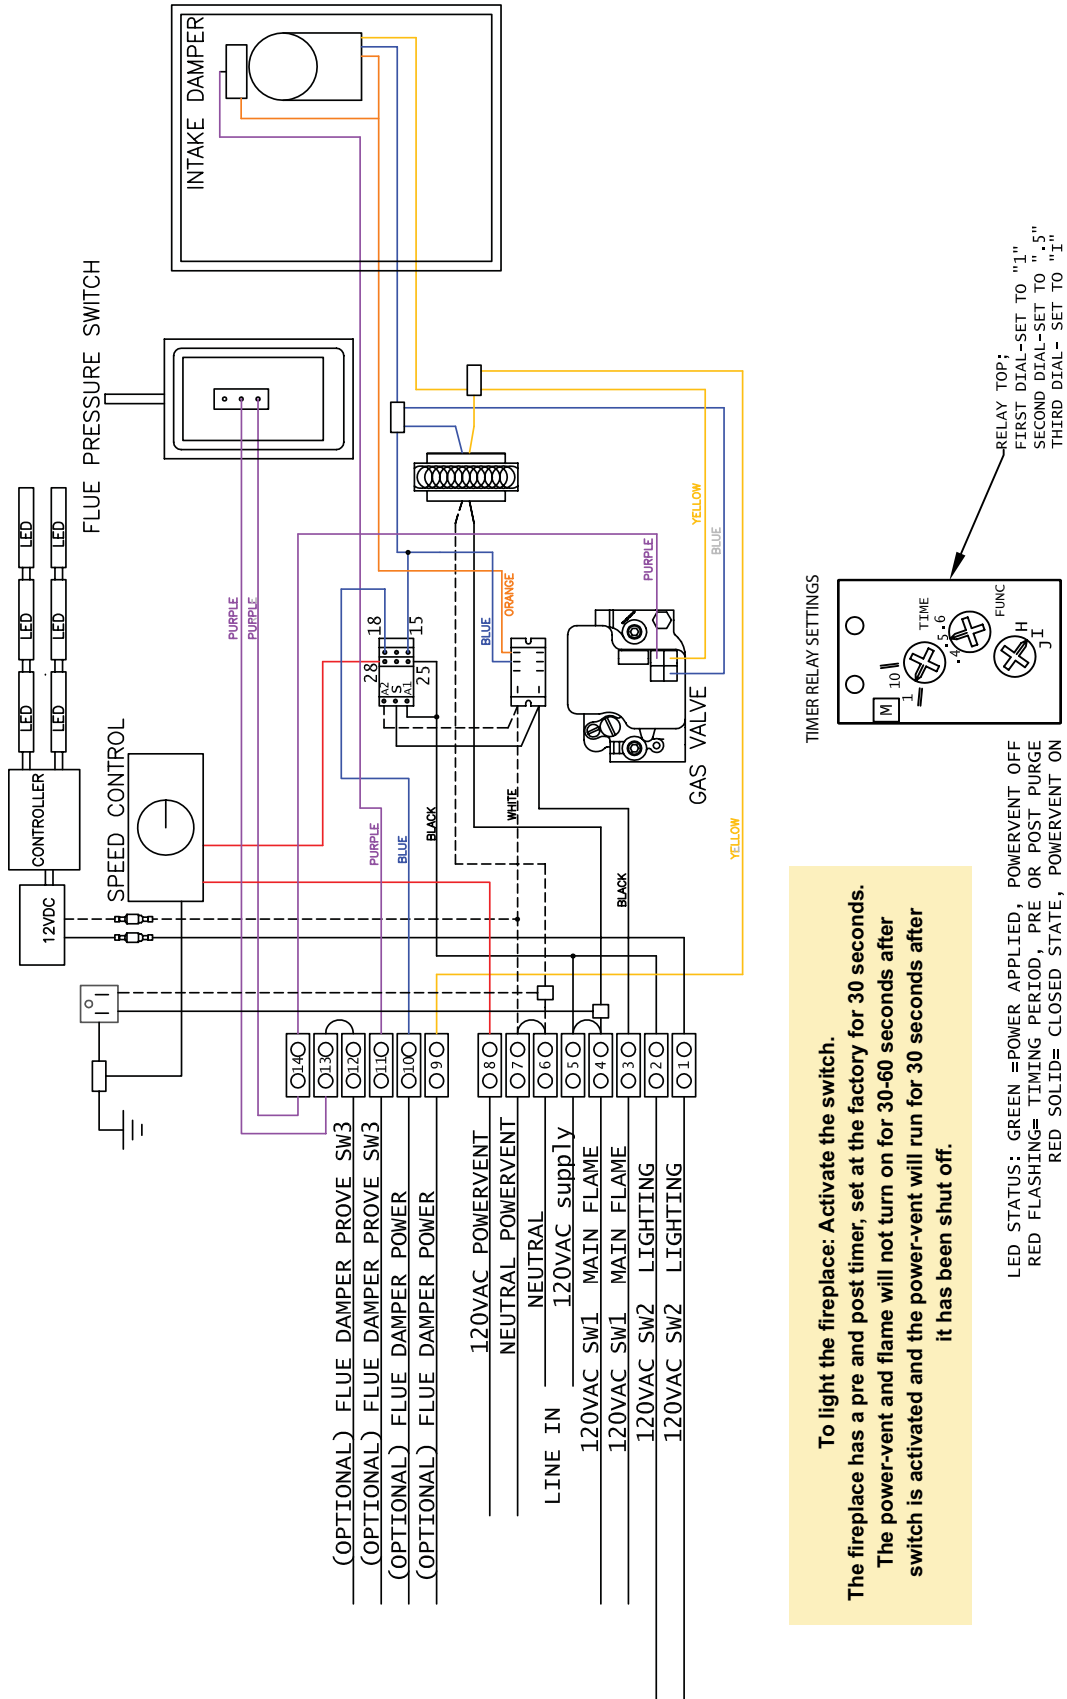 INTAKE DAMPER
FLUE PRESSURE SWITCH
LED
LED
LED
LED
LED
LED
CONTROLLER
12VDC
SPEED CONTROL
PURPLE
PURPLE
18
15
28
25
A2
S
A1
BLUE
ORANGE
PURPLE
YELLOW
BLUE
PURPLE
BLUE
BLACK
WHITE
BLACK
YELLOW
GAS VALVE
14
13
12
11
10
9
8
7
6
5
4
3
2
1
(OPTIONAL) FLUE DAMPER PROVE SW3
(OPTIONAL) FLUE DAMPER PROVE SW3
(OPTIONAL) FLUE DAMPER POWER
(OPTIONAL) FLUE DAMPER POWER
120VAC POWERVENT
NEUTRAL POWERVENT
NEUTRAL
LINE IN
120VAC supply
120VAC SW1 MAIN FLAME
120VAC SW1 MAIN FLAME
120VAC SW2 LIGHTING
120VAC SW2 LIGHTING
TIMER RELAY SETTINGS
M
1
10
TIME
.4
.5
.6
FUNC
J
I
H
RELAY TOP;
FIRST DIAL-SET TO "1"
SECOND DIAL-SET TO ".5"
THIRD DIAL- SET TO "I"
To light the fireplace: Activate the switch.
The fireplace has a pre and post timer, set at the factory for 30 seconds.
The power-vent and flame will not turn on for 30-60 seconds after
switch is activated and the power-vent will run for 30 seconds after
it has been shut off.
LED STATUS: GREEN =POWER APPLIED, POWERVENT OFF
RED FLASHING= TIMING PERIOD, PRE OR POST PURGE
RED SOLID= CLOSED STATE, POWERVENT ON